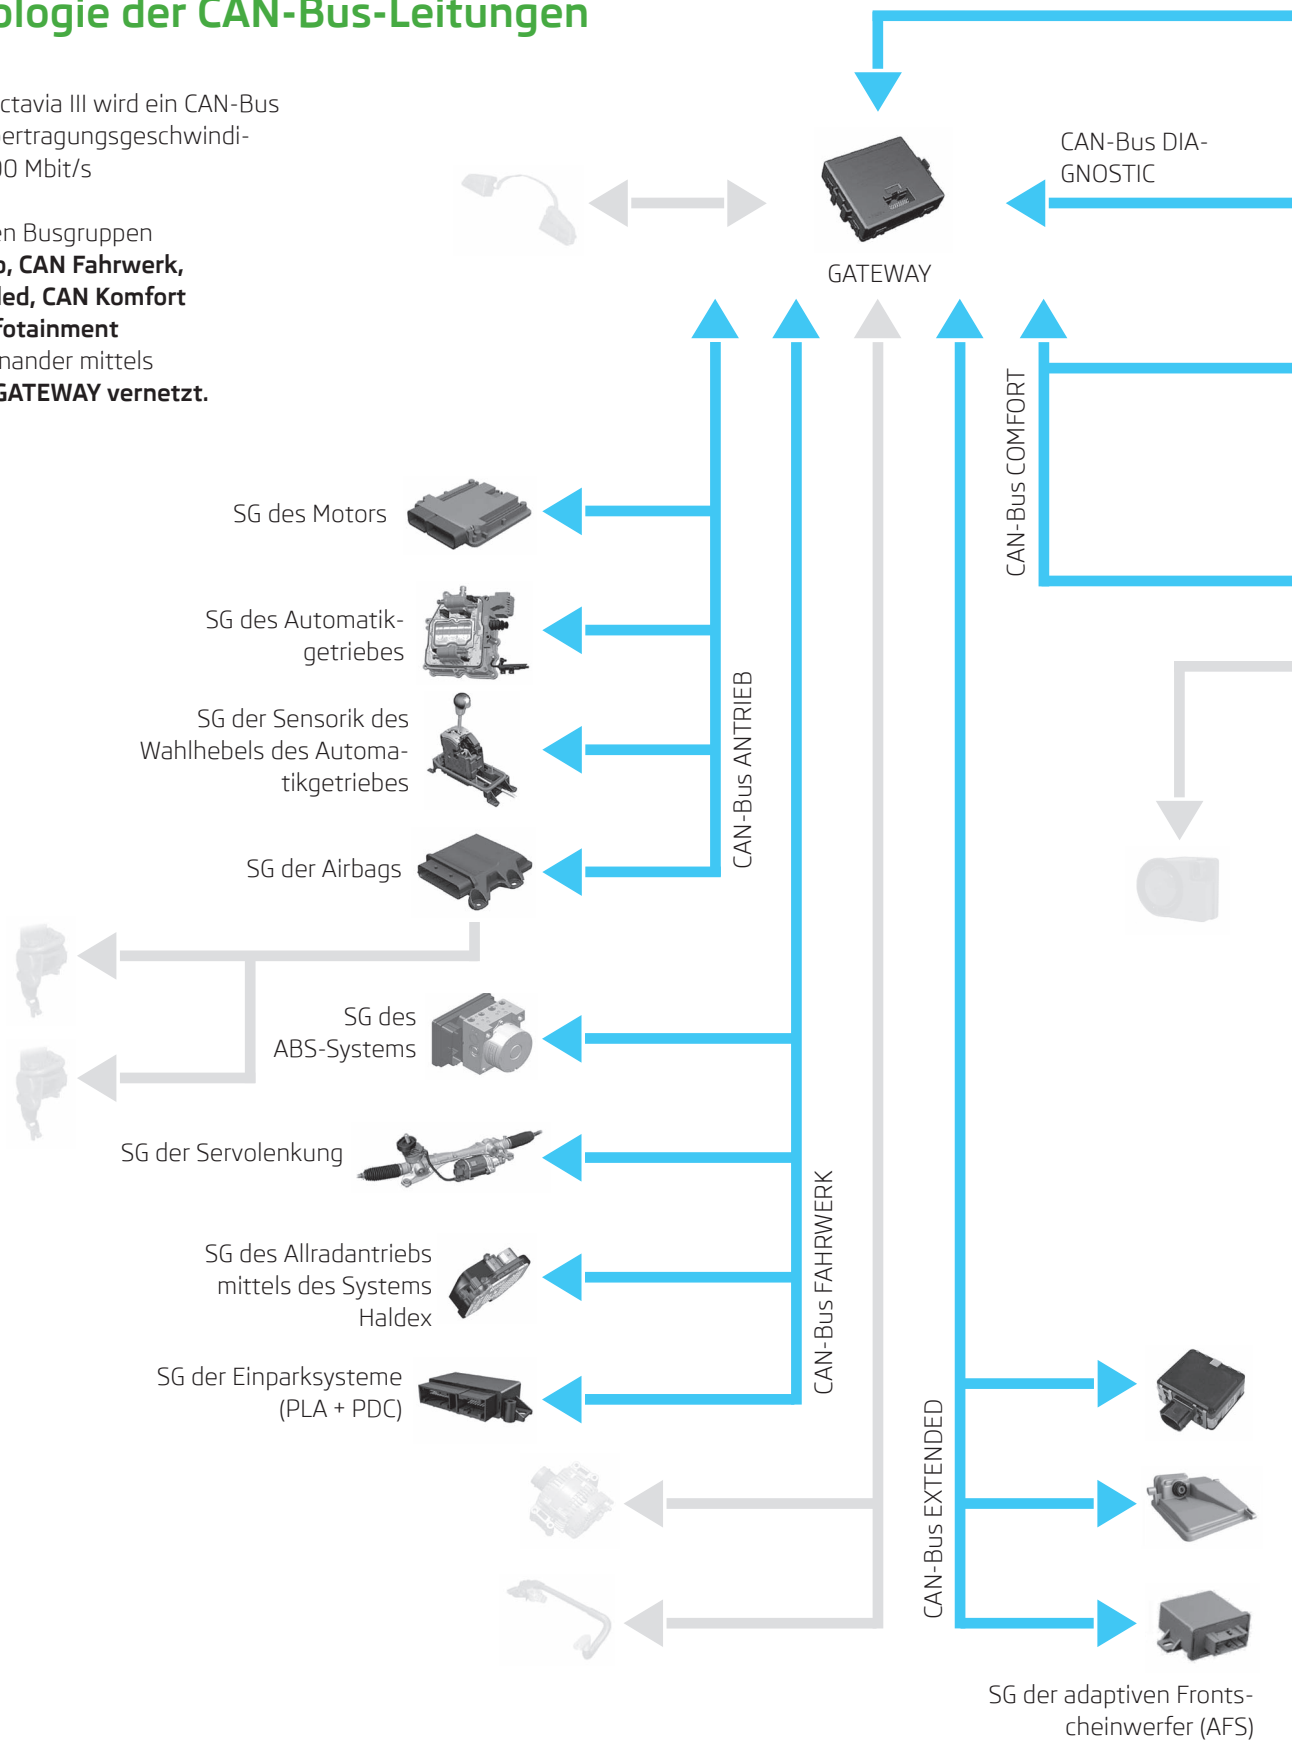 ologie der CAN-Bus-Leitungen
ctavia III wird ein CAN-Bus
bertragungsgeschwindi-
00 Mbit/s
en Busgruppen
o, CAN Fahrwerk,
ded, CAN Komfort
fotainment
nander mittels
GATEWAY vernetzt.
CAN-Bus DIA-
GNOSTIC
GATEWAY
CAN-Bus COMFORT
SG des Motors
SG des Automatik-
getriebes
SG der Sensorik des
Wahlhebels des Automa-
tikgetriebes
CAN-Bus ANTRIEB
SG der Airbags
SG des
ABS-Systems
SG der Servolenkung
CAN-Bus FAHRWERK
SG des Allradantriebs
mittels des Systems
Haldex
SG der Einparksysteme
(PLA + PDC)
CAN-Bus EXTENDED
SG der adaptiven Fronts-
cheinwerfer (AFS)